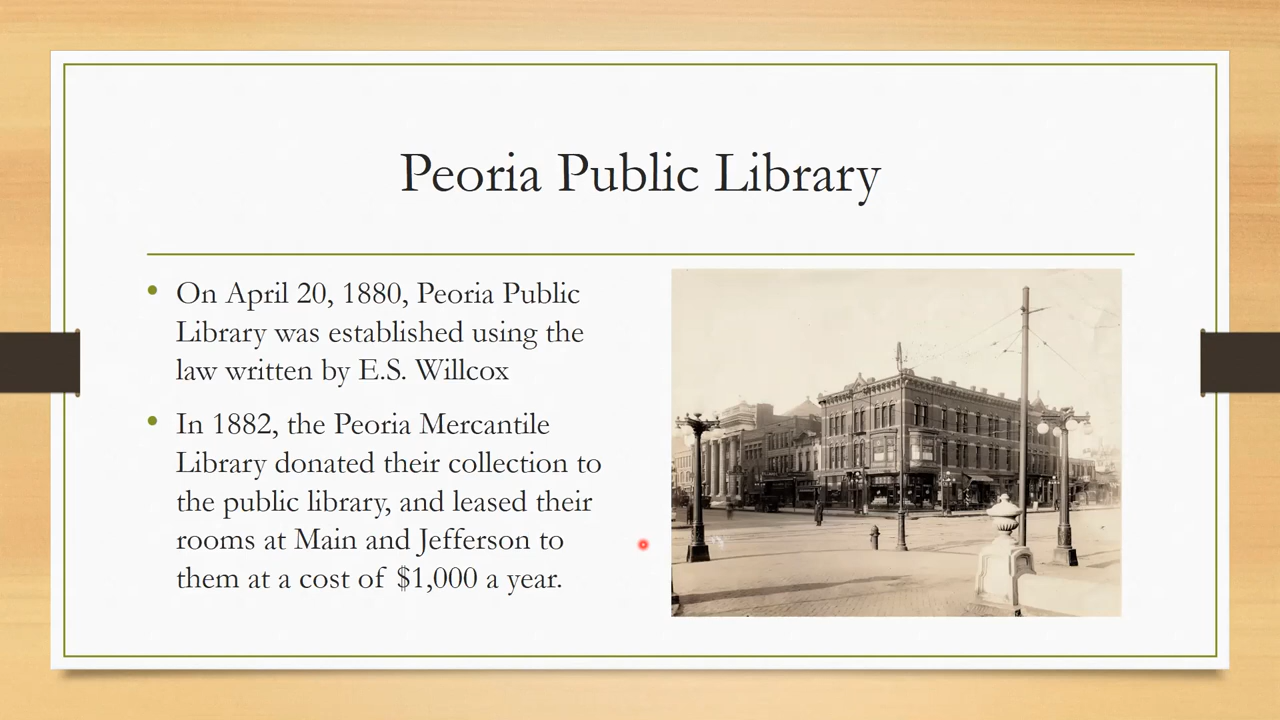 Peoria Public Library
• On April 20, 1880, Peoria Public
Library was established using the
law written by E.S. Willcox
• In 1882, the Peoria Mercantile
Library donated their collection to
the public library, and leased their
rooms at Main and Jefferson to
them at a cost of $1,000 a year.